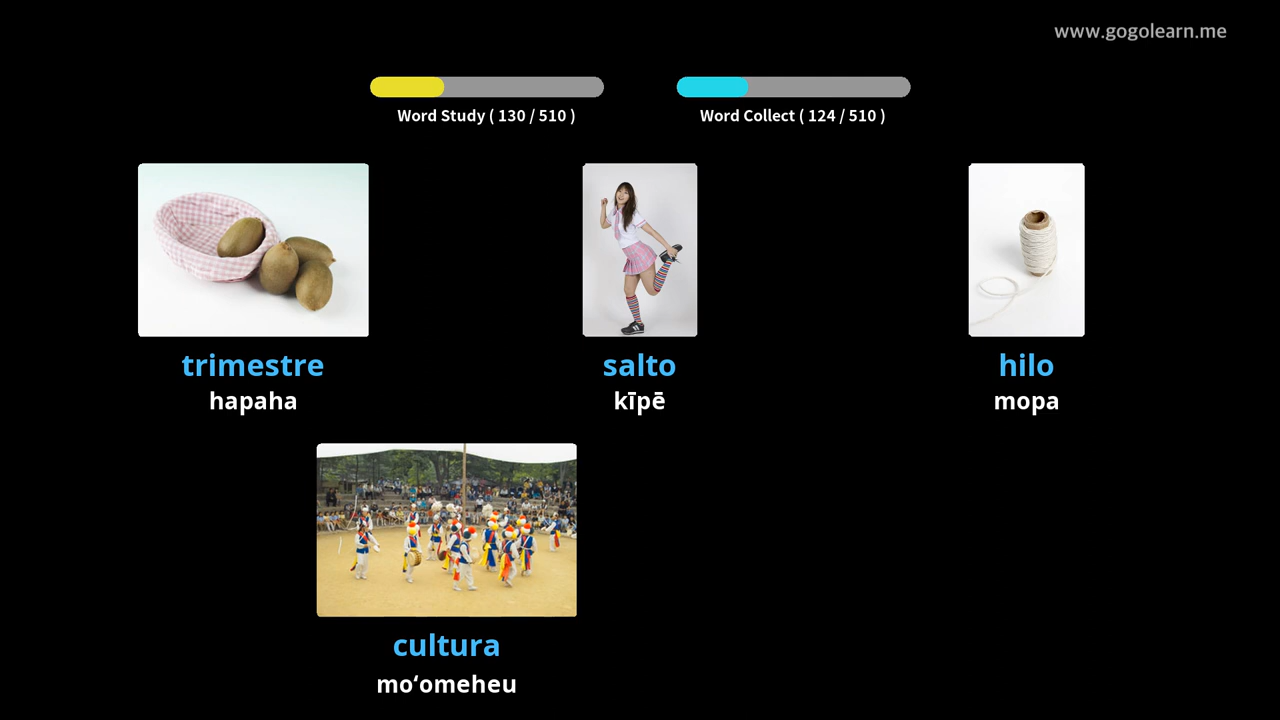 www.gogolearn.me
Word Study ( 130 / 510 )
Word Collect ( 124 / 510 )
trimestre
hapaha
salto
kīpē
hilo
mopa
cultura
moʻomeheu